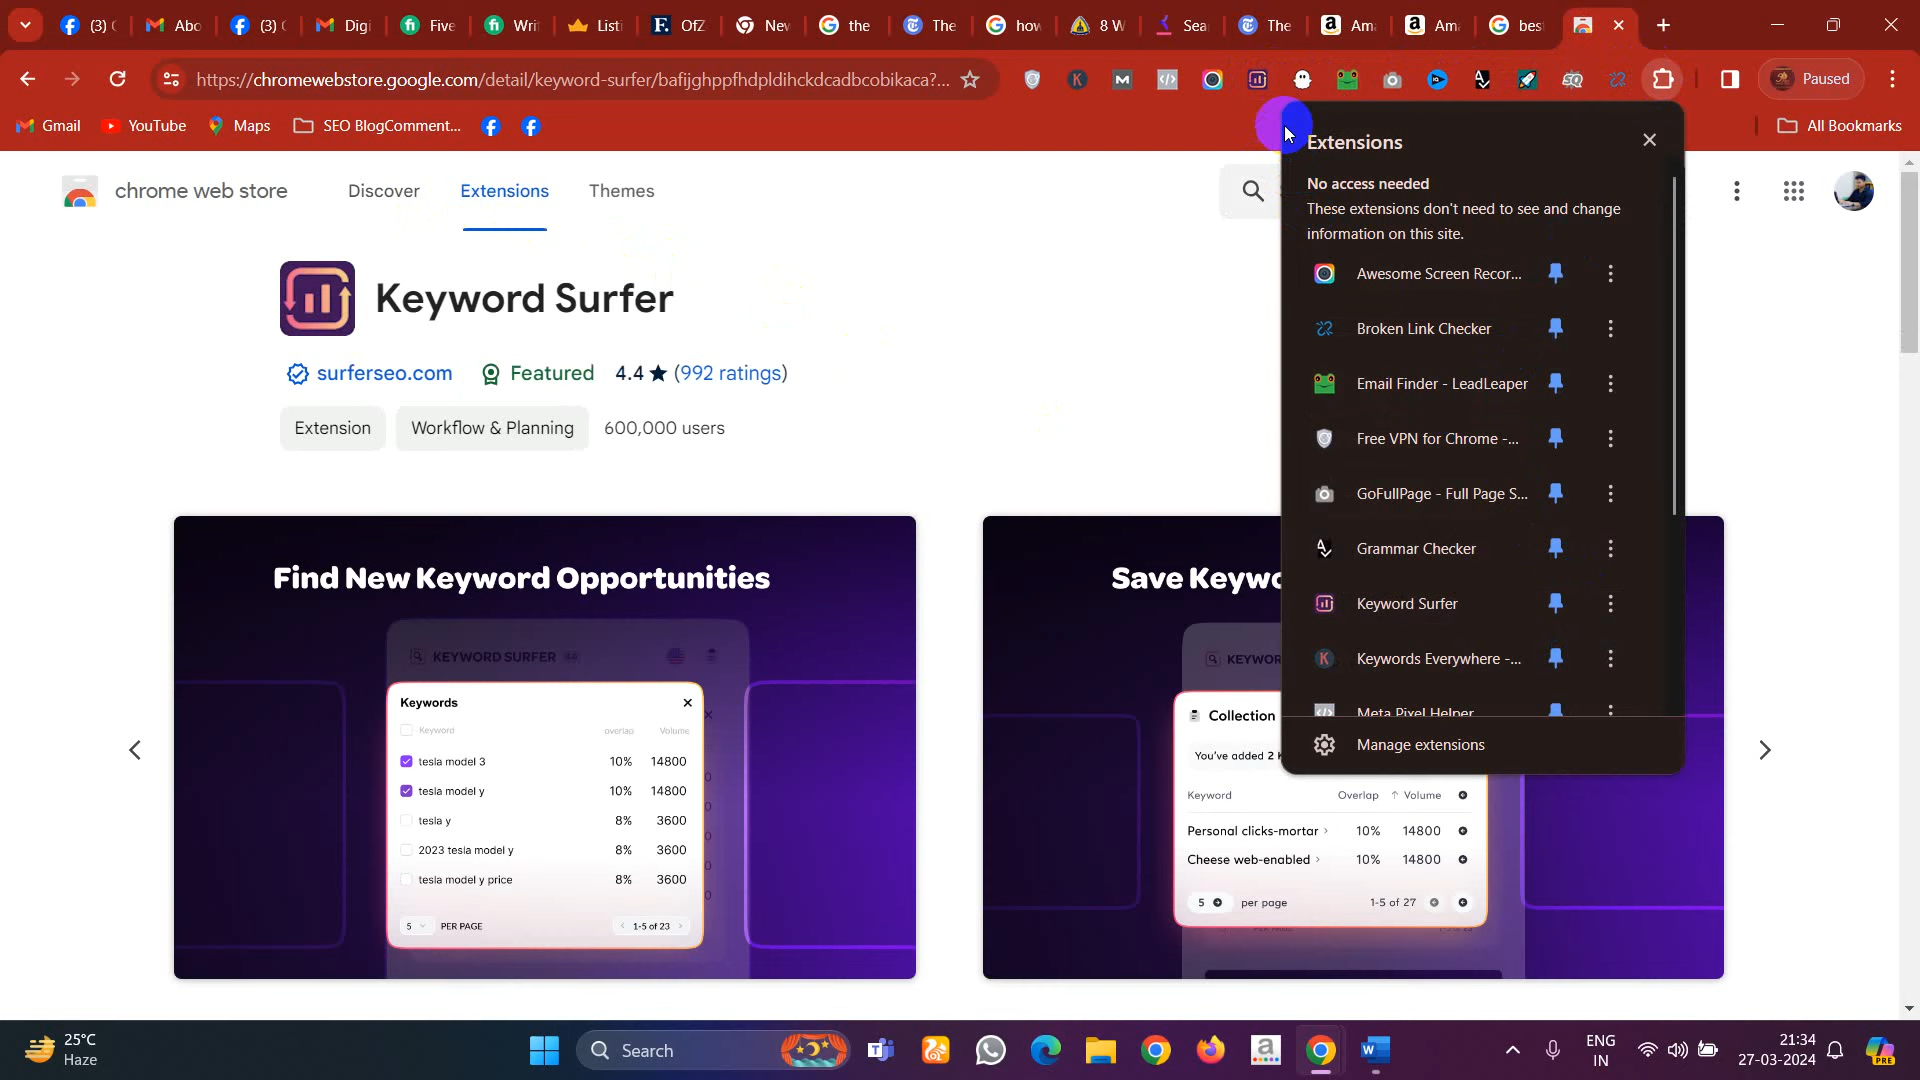 (3) Abo (3) Digi Five Writ Listi OfZ Nev the The how 8 W Sea The Ama Ama best
https://chromewebstore.google.com/detail/keyword-surfer/bafijghppfhdpldihckdcadbcobikaca?...
Paused
Gmail YouTube Maps SEO BlogComment... All Bookmarks
chrome web store Discover Extensions Themes
Keyword Surfer
surferseo.com Featured 4.4 ★ (992 ratings)
Extension Workflow & Planning 600,000 users
Extensions
No access needed
These extensions don't need to see and change
information on this site.
Awesome Screen Recor...
Broken Link Checker
Email Finder - LeadLeaper
Free VPN for Chrome -...
GoFullPage - Full Page S...
Grammar Checker
Keyword Surfer
Keywords Everywhere -...
Meta Pixel Helper
Manage extensions
Find New Keyword Opportunities
KEYWORD SURFER
Keywords
Keyword overlap Volume
tesla model 3 10% 14800
tesla model y 10% 14800
tesla y 8% 3600
2023 tesla model y 8% 3600
tesla model y price 8% 3600
5 PER PAGE 1-5 of 23
Save Keywo
KEYWOR
Collection
You've added 2 K
Keyword Overlap ↑ Volume
Personal clicks-mortar 10% 14800
Cheese web-enabled 10% 14800
5 per page 1-5 of 27
25°C
Haze
Search
ENG
IN
21:34
27-03-2024
PRE